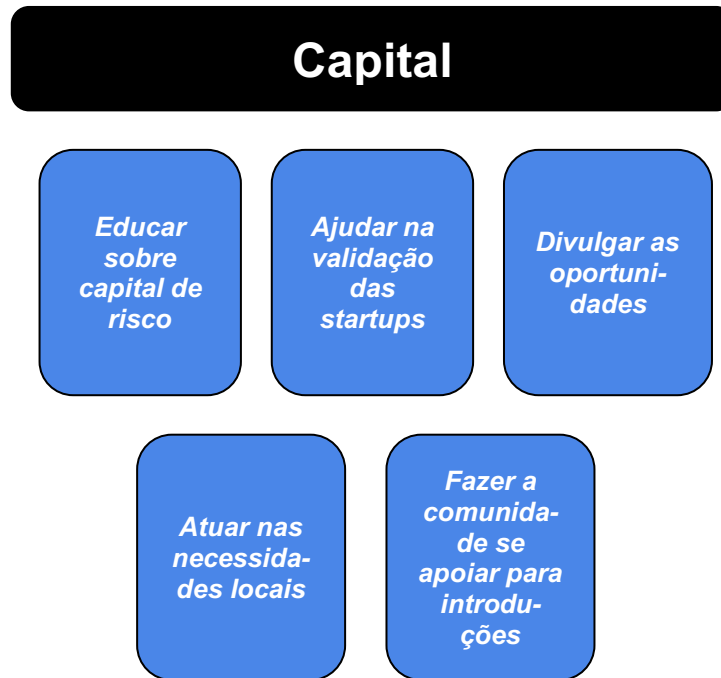 Capital
Educar
sobre
capital de
risco
Ajudar na
validação
das
startups
Divulgar as
oportuni-
dades
Atuar nas
necessida-
des locais
Fazer a
comunida-
de se
apoiar para
introdu-
ções